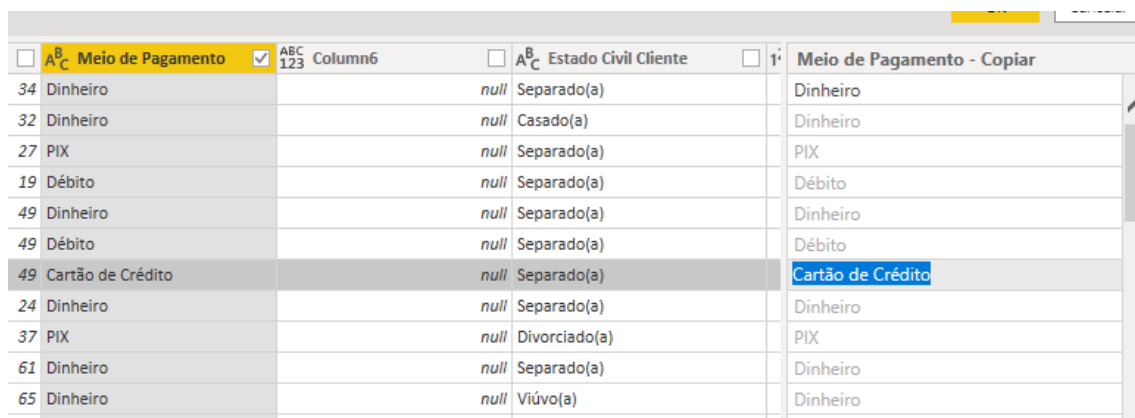 Meio de Pagamento ABC 123 Column6 ABC Estado Civil Cliente Meio de Pagamento - Copiar
34 Dinheiro null Separado(a) Dinheiro
32 Dinheiro null Casado(a) Dinheiro
27 PIX null Separado(a) PIX
19 Débito null Separado(a) Débito
49 Dinheiro null Separado(a) Dinheiro
49 Débito null Separado(a) Débito
49 Cartão de Crédito null Separado(a) Cartão de Crédito
24 Dinheiro null Separado(a) Dinheiro
37 PIX null Divorciado(a) PIX
61 Dinheiro null Separado(a) Dinheiro
65 Dinheiro null Viúvo(a) Dinheiro